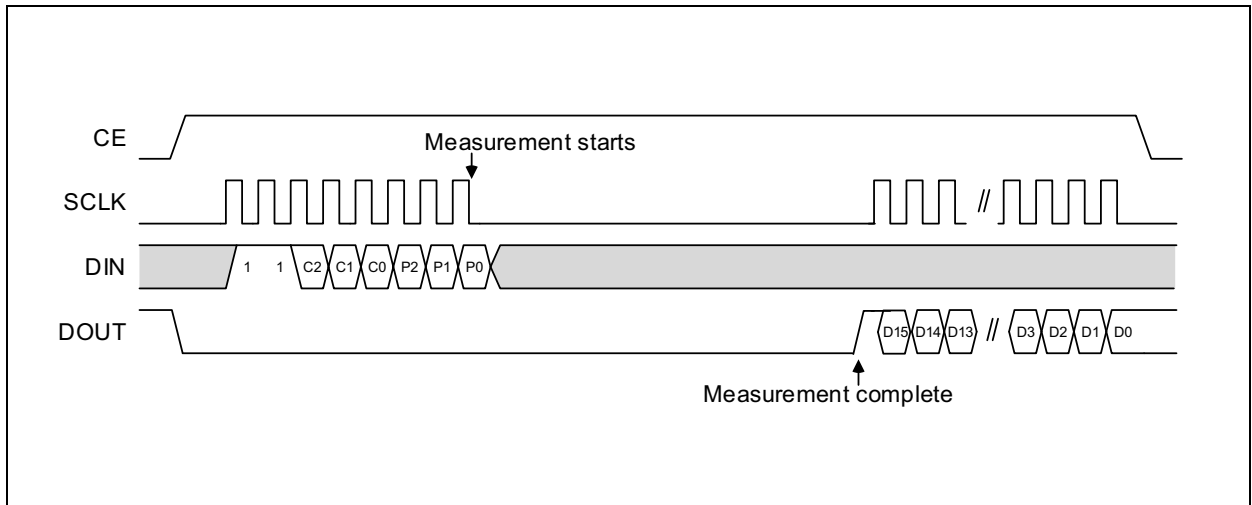 CE
Measurement starts
SCLK
//
DIN
1 1 C2 C1 C0 P2 P1 P0
DOUT
D15 D14 D13 // D3 D2 D1 D0
Measurement complete